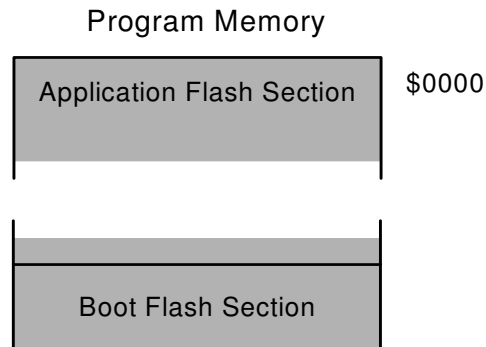 Program Memory
Application Flash Section
$0000
Boot Flash Section